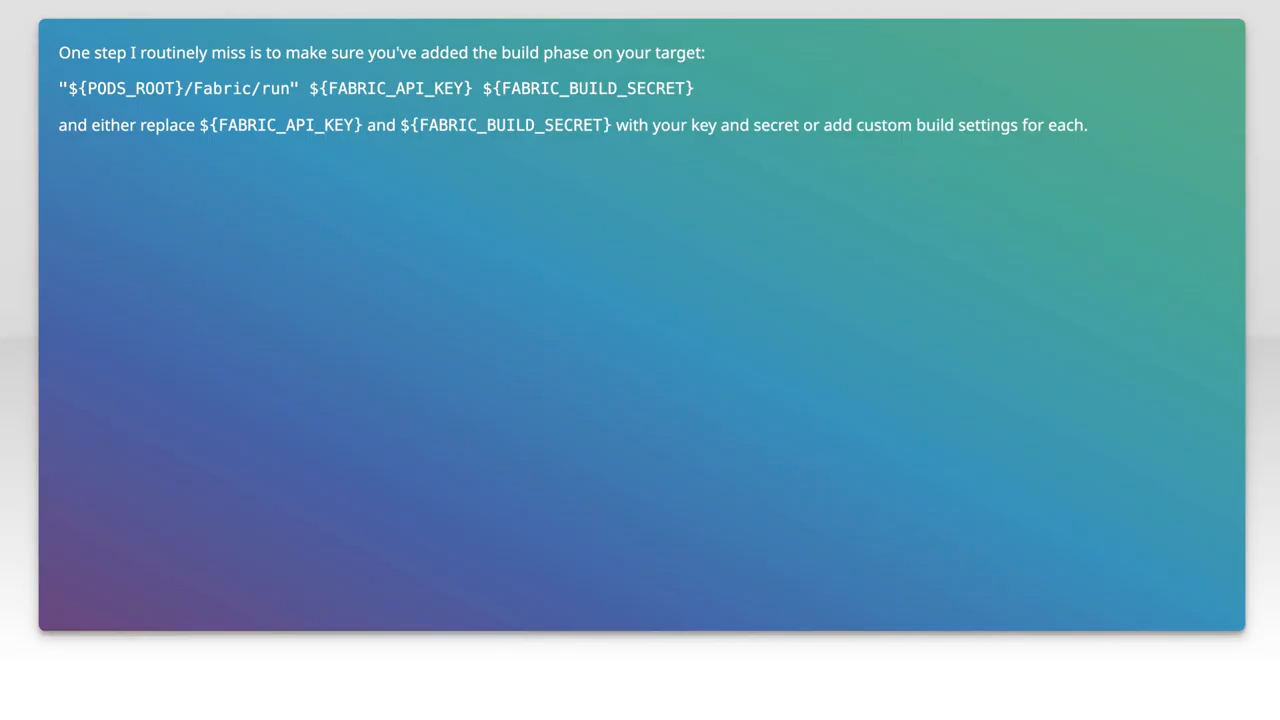 One step I routinely miss is to make sure you've added the build phase on your target:
"${PODS_ROOT}/Fabric/run" ${FABRIC_API_KEY} ${FABRIC_BUILD_SECRET}
and either replace ${FABRIC_API_KEY} and ${FABRIC_BUILD_SECRET} with your key and secret or add custom build settings for each.